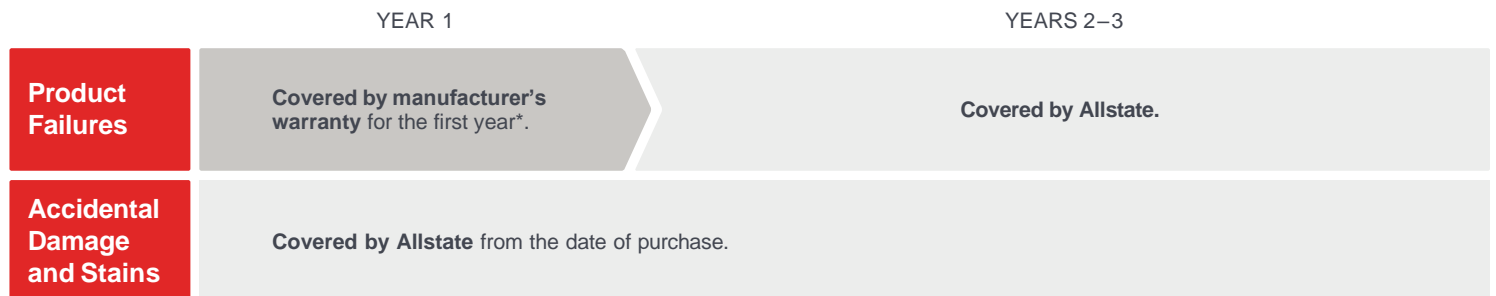 YEAR 1
YEARS 2–3
Product
Failures
Covered by manufacturer’s
warranty for the first year*.
Covered by Allstate.
Accidental
Damage
and Stains
Covered by Allstate from the date of purchase.